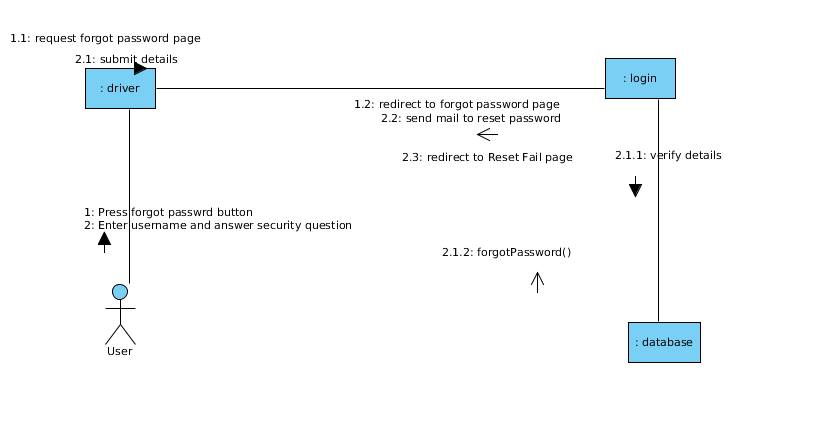 1.1: request forgot password page
2.1: submit details
: driver
: login
1.2: redirect to forgot password page
2.2: send mail to reset password
2.3: redirect to Reset Fail page
2.1.1: verify details
1: Press forgot passwrd button
2: Enter username and answer security question
2.1.2: forgotPassword()
: database
User